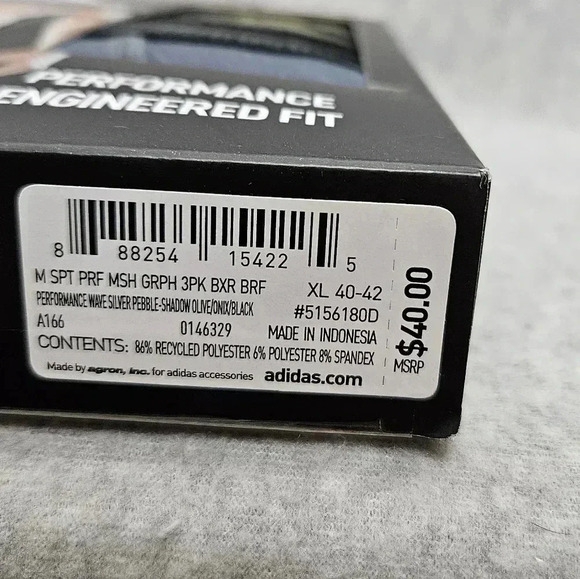 PERFORMANCE
ENGINEERED FIT
8 88254 15422 5
M SPT PRF MSH GRPH 3PK BXR BRF XL 40-42
PERFORMANCE WAVE SILVER PEBBLE-SHADOW OLIVE/ONIX/BLACK #5156180D
A166 0146329 MADE IN INDONESIA
CONTENTS: 86% RECYCLED POLYESTER 6% POLYESTER 8% SPANDEX
Made by agron, inc. for adidas accessories adidas.com
$40.00
MSRP